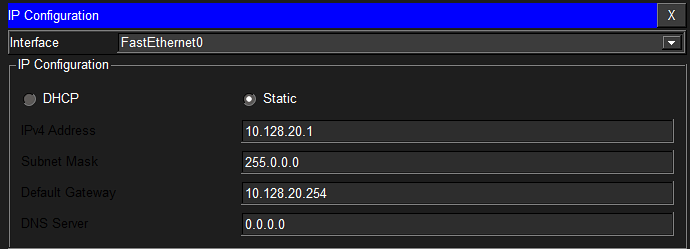 IP Configuration X
Interface FastEthernet0
IP Configuration
DHCP Static
IPv4 Address 10.128.20.1
Subnet Mask 255.0.0.0
Default Gateway 10.128.20.254
DNS Server 0.0.0.0